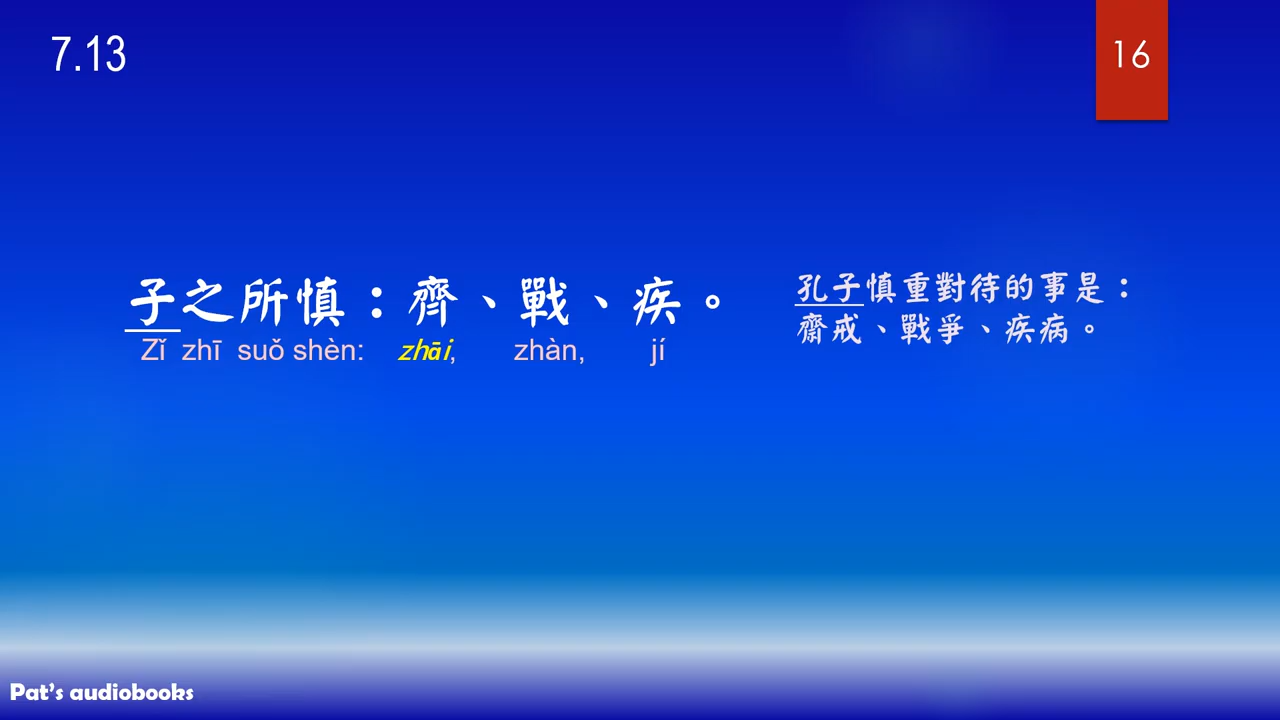 7.13
16
子之所慎：齊、戰、疾。
Zǐ zhī suǒ shèn: zhāi, zhàn, jí
孔子慎重對待的事是：
齋戒、戰爭、疾病。
Pat's audiobooks